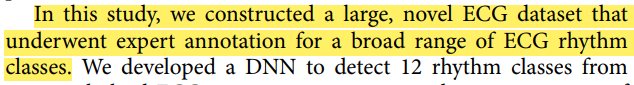 In this study, we constructed a large, novel ECG dataset that
underwent expert annotation for a broad range of ECG rhythm
classes. We developed a DNN to detect 12 rhythm classes from